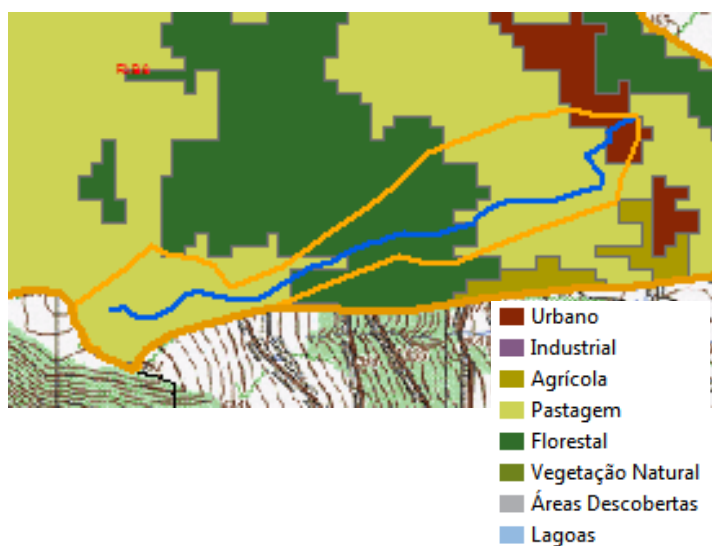 Urbano
Industrial
Agrícola
Pastagem
Florestal
Vegetação Natural
Áreas Descobertas
Lagoas